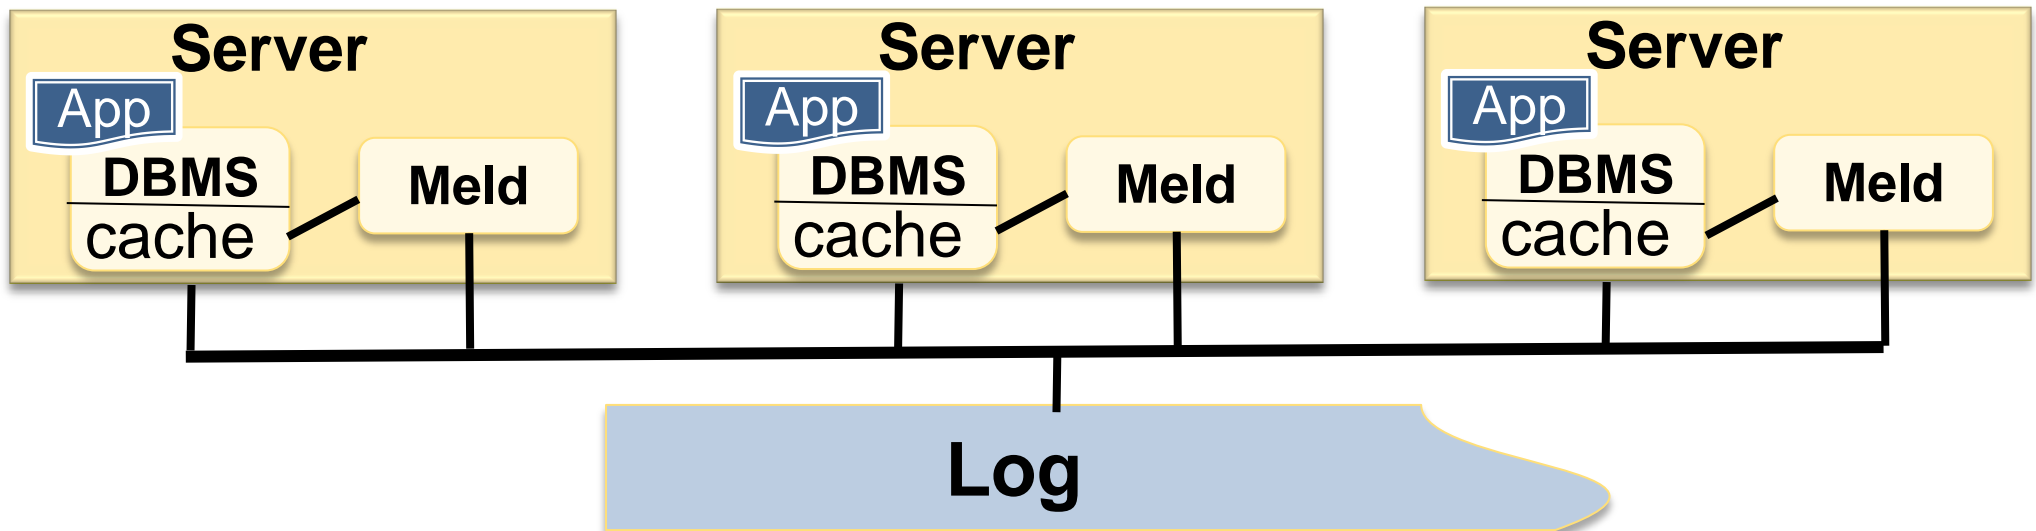 Server
App
DBMS
cache
Meld
Server
App
DBMS
cache
Meld
Server
App
DBMS
cache
Meld
Log